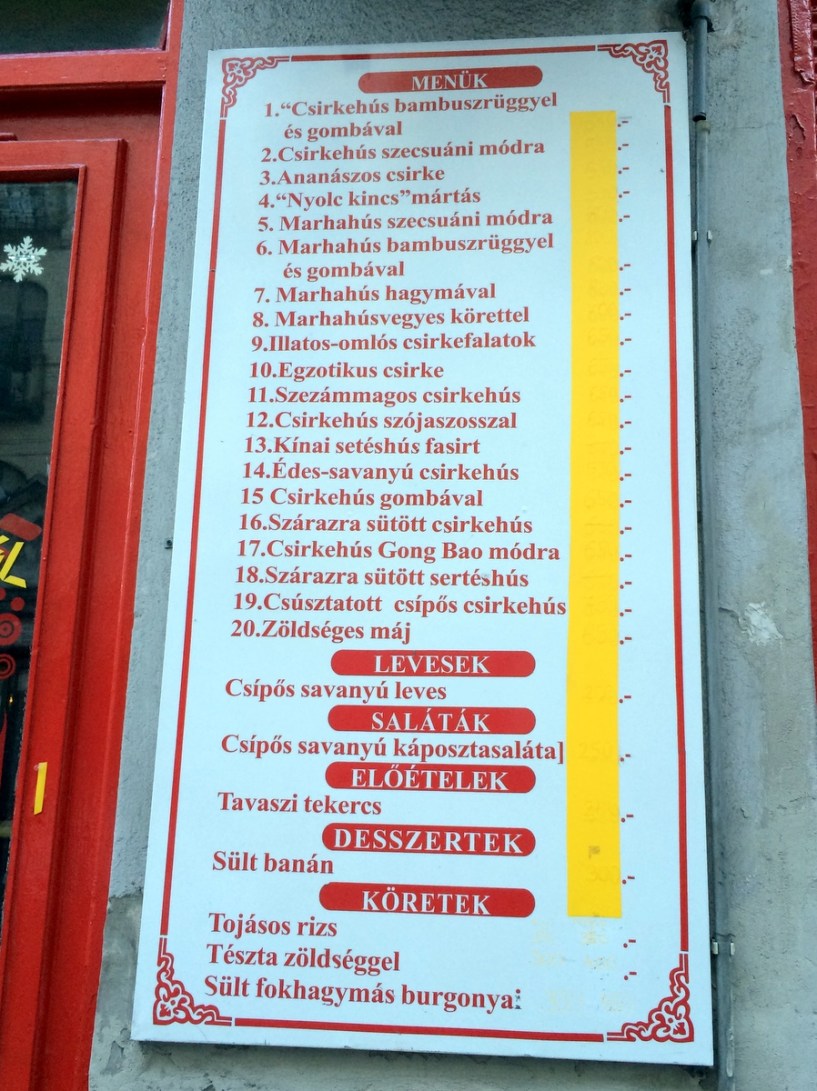 MENÜK
1.“Csirkehús bambuszrüggyel
és gombával
2.Csirkehús szecsuáni módra
3.Ananászos csirke
4.“Nyolc kincs”mártás
5. Marhahús szecsuáni módra
6. Marhahús bambuszrüggyel
és gombával
7. Marhahús hagymával
8. Marhahúsvegyes körettel
9.Illatos-omlós csirkefalatok
10.Egzotikus csirke
11.Szezámmagos csirkehús
12.Csirkehús szójaszosszal
13.Kínai setéshús fasirt
14.Édes-savanyú csirkehús
15 Csirkehús gombával
16.Szárazra sütött csirkehús
17.Csirkehús Gong Bao módra
18.Szárazra sütött sertéshús
19.Csúsztatott csípős csirkehús
20.Zöldséges máj
LEVESEK
Csípős savanyú leves
SALÁTÁK
Csípős savanyú káposztasaláta]
ELŐÉTELEK
Tavaszi tekercs
DESSZERTEK
Sült banán
KÖRETEK
Tojásos rizs
Tészta zöldséggel
Sült fokhagymás burgonya